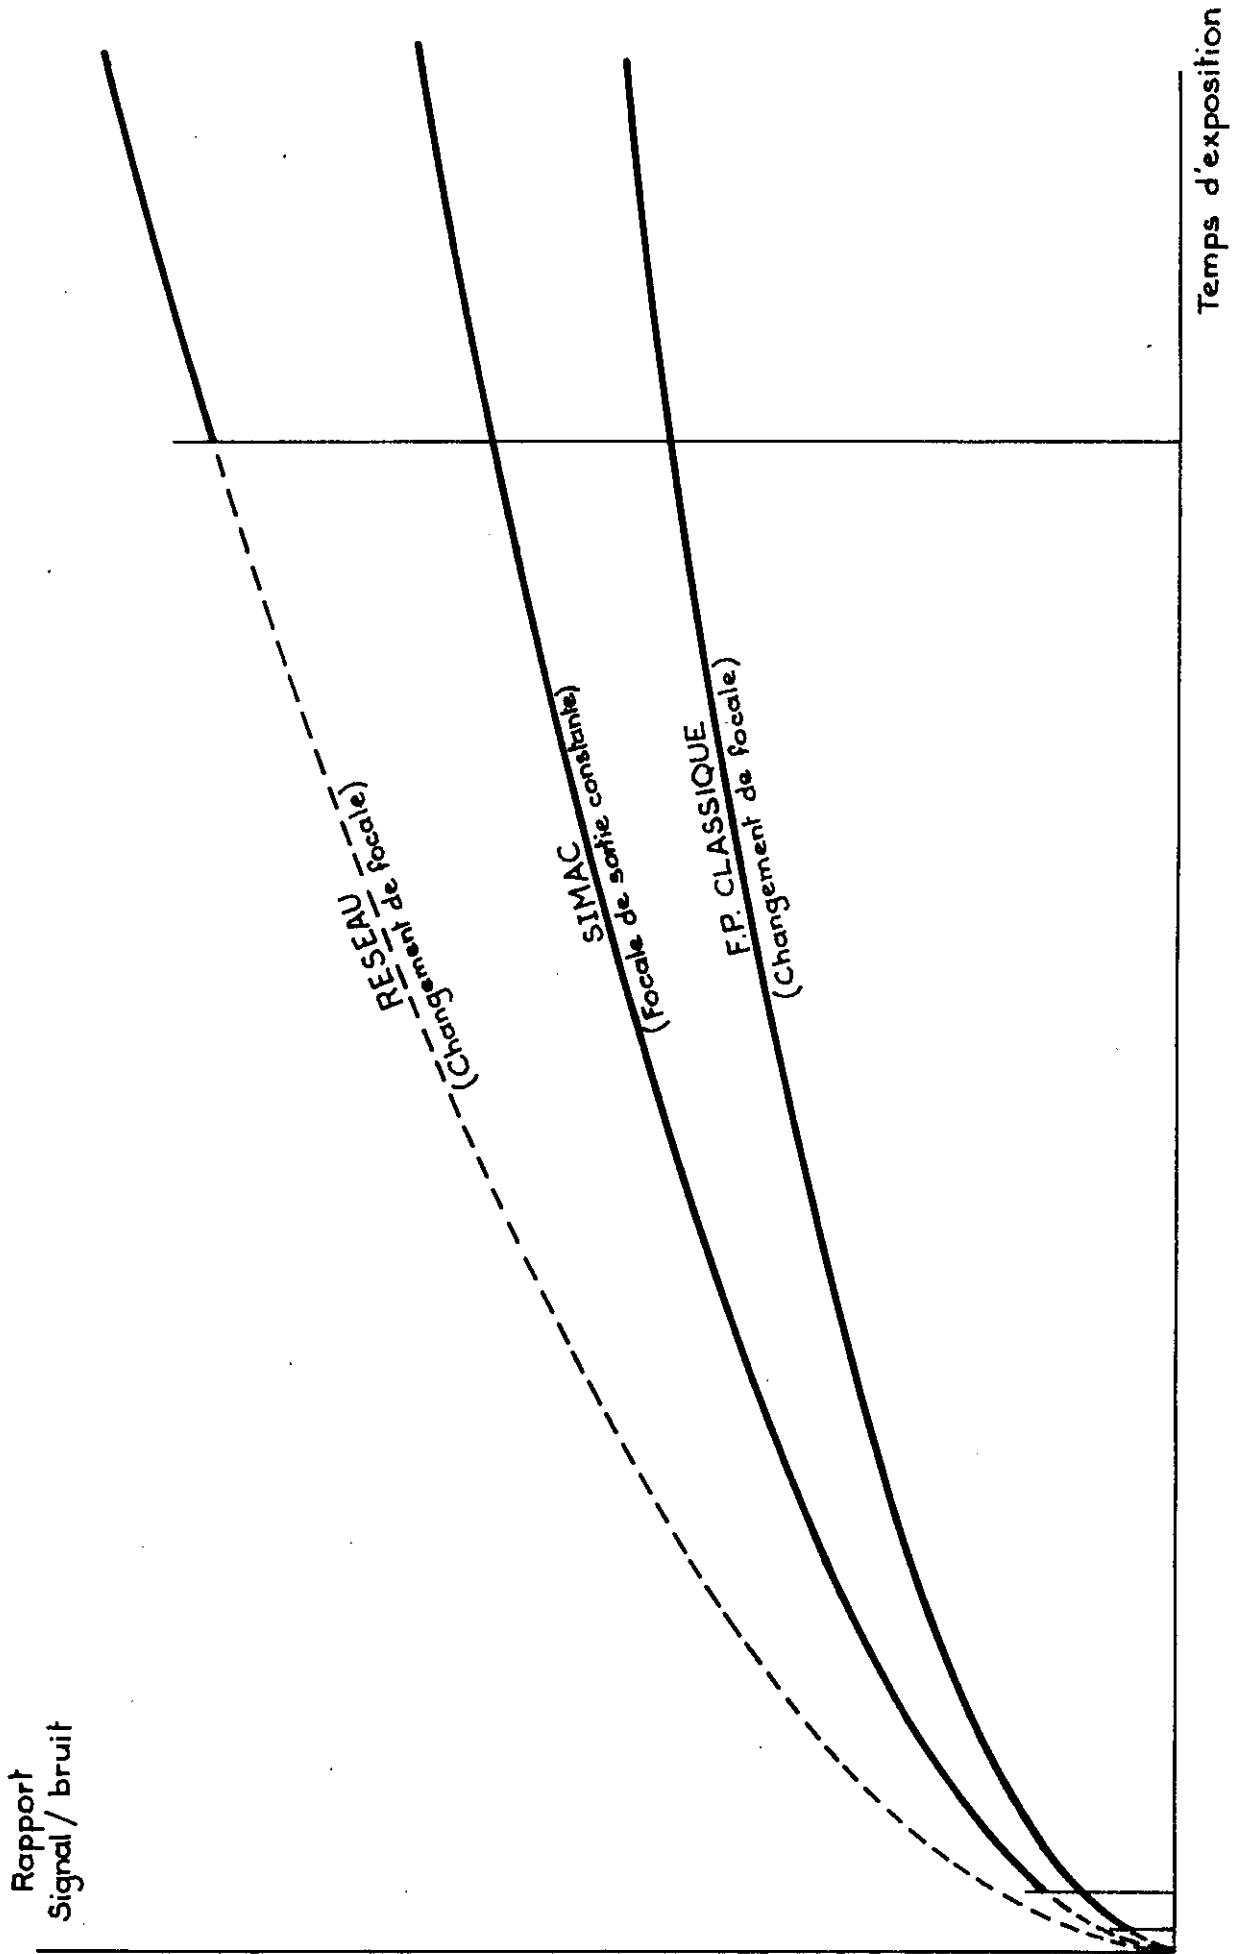 Rapport
Signal / bruit
RESEAU
(Changement de focale)
SIMAC
(Focale de sortie constante)
F.P. CLASSIQUE
(Changement de focale)
Temps d'exposition